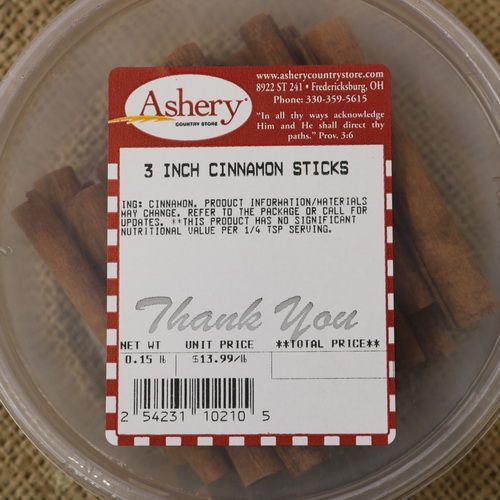 Ashery
COUNTRY STORE
www.asherycountrystore.com
8922 ST 241 • Fredericksburg, OH
Phone: 330-359-5615
"In all thy ways acknowledge
Him and He shall direct thy
paths." Prov. 3:6
3 INCH CINNAMON STICKS
ING: CINNAMON. PRODUCT INFORMATION/MATERIALS
MAY CHANGE. REFER TO THE PACKAGE OR CALL FOR
UPDATES. **THIS PRODUCT HAS NO SIGNIFICANT
NUTRITIONAL VALUE PER 1/4 TSP SERVING.
Thank You
NET WT UNIT PRICE **TOTAL PRICE**
0.15 lb $13.99/lb
2 54231 10210 5